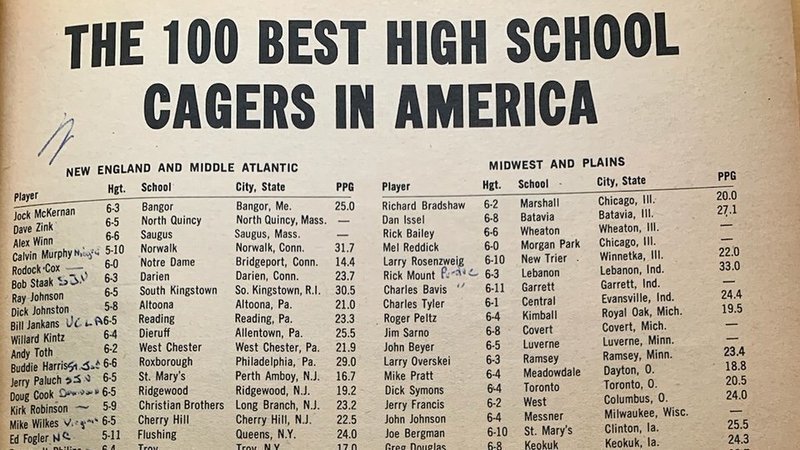 THE 100 BEST HIGH SCHOOL
CAGERS IN AMERICA
NEW ENGLAND AND MIDDLE ATLANTIC
Player Hgt. School City, State PPG
Jock McKernan 6-3 Bangor Bangor, Me. 25.0
Dave Zink 6-5 North Quincy North Quincy, Mass. —
Alex Winn 6-6 Saugus Saugus, Mass. —
Calvin Murphy 5-10 Norwalk Norwalk, Conn. 31.7
Rodock Cox — 6-0 Notre Dame Bridgeport, Conn. 14.4
Bob Staak 6-3 Darien Darien, Conn. 23.7
Ray Johnson 6-5 South Kingstown So. Kingstown, R.I. 30.5
Dick Johnston 5-8 Altoona Altoona, Pa. 21.0
Bill Jankans UCLA 6-5 Reading Reading, Pa. 23.3
Willard Kintz 6-4 Dieruff Allentown, Pa. 25.5
Andy Toth 6-2 West Chester West Chester, Pa. 21.9
Buddie Harris 6-6 Roxborough Philadelphia, Pa. 29.0
Jerry Paluch 6-5 St. Mary's Perth Amboy, N.J. 16.7
Doug Cook 6-5 Ridgewood Ridgewood, N.J. 19.2
Kirk Robinson — 5-9 Christian Brothers Long Branch, N.J. 23.2
Mike Wilkes 6-5 Cherry Hill Cherry Hill, N.J. 22.5
Ed Fogler NC 5-11 Flushing Queens, N.Y. 24.0
6-4 Troy Troy, N.Y. 17.0
MIDWEST AND PLAINS
Player Hgt. School City, State PPG
Richard Bradshaw 6-2 Marshall Chicago, Ill. 20.0
Dan Issel 6-8 Batavia Batavia, Ill. 27.1
Rick Bailey 6-6 Wheaton Wheaton, Ill. —
Mel Reddick 6-0 Morgan Park Chicago, Ill. —
Larry Rosenzweig 6-10 New Trier Winnetka, Ill. 22.0
Rick Mount 6-3 Lebanon Lebanon, Ind. 33.0
Charles Bavis " 6-11 Garrett Garrett, Ind. —
Charles Tyler 6-1 Central Evansville, Ind. 24.4
Roger Peltz 6-4 Kimball Royal Oak, Mich. 19.5
Jim Sarno 6-8 Covert Covert, Mich. —
John Beyer 6-5 Luverne Luverne, Minn. —
Larry Overskei 6-3 Ramsey Ramsey, Minn. 23.4
Mike Pratt 6-4 Meadowdale Dayton, O. 18.8
Dick Symons 6-4 Toronto Toronto, O. 20.5
Jerry Francis 6-2 West Columbus, O. 24.0
John Johnson 6-4 Messner Milwaukee, Wisc. —
Joe Bergman 6-10 St. Mary's Clinton, Ia. 25.5
Greg Douglas 6-8 Keokuk Keokuk, Ia. 24.3